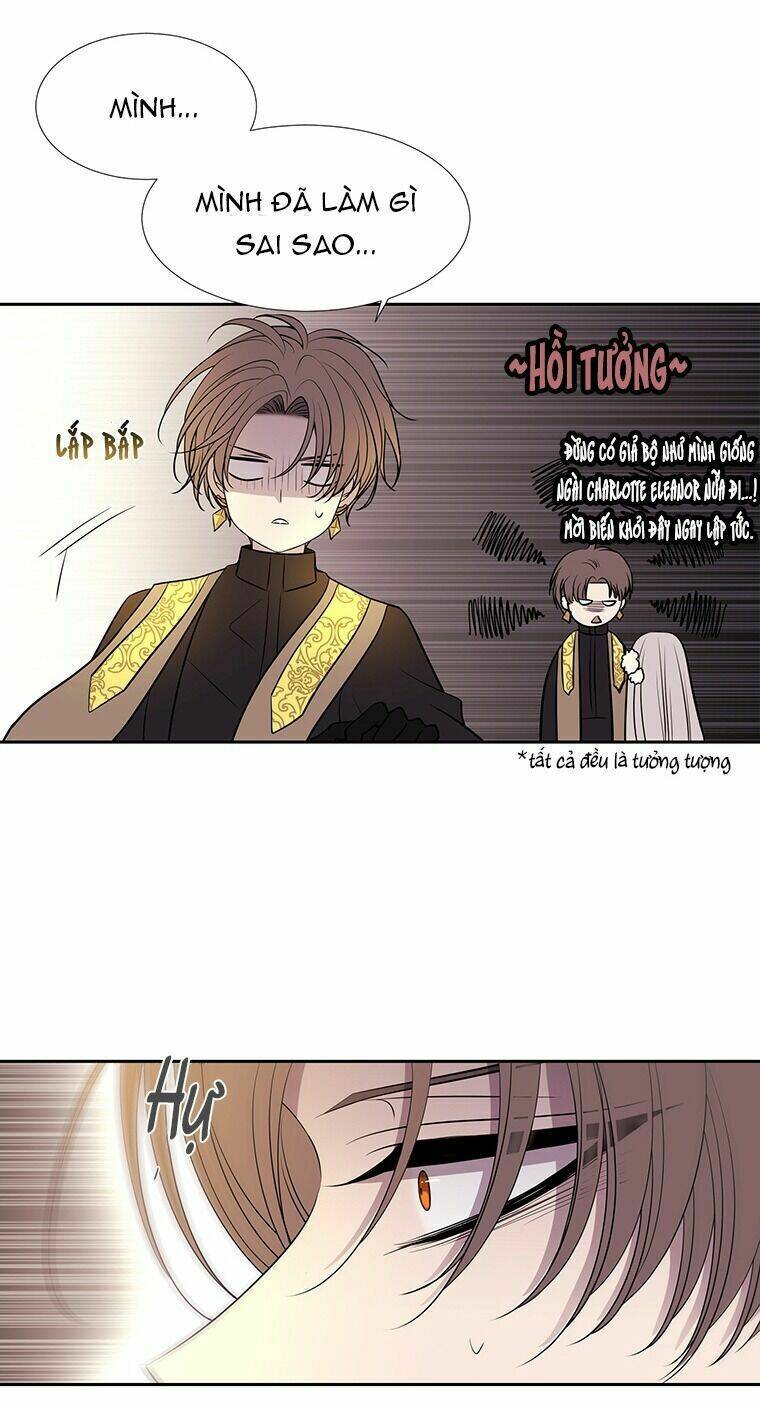 MÌNH...
MÌNH ĐÃ LÀM GÌ
SAI SAO...
~HỒI TƯỞNG~
LẮP BẮP
ĐỪNG CÓ GIẢ BỘ NHƯ MÌNH GIỐNG
NGÀI CHARLOTTE ELEANOR NỮA ĐI...!
MỜI BIẾN KHỎI ĐÂY NGAY LẬP TỨC.
*tất cả đều là tưởng tượng
HỰ